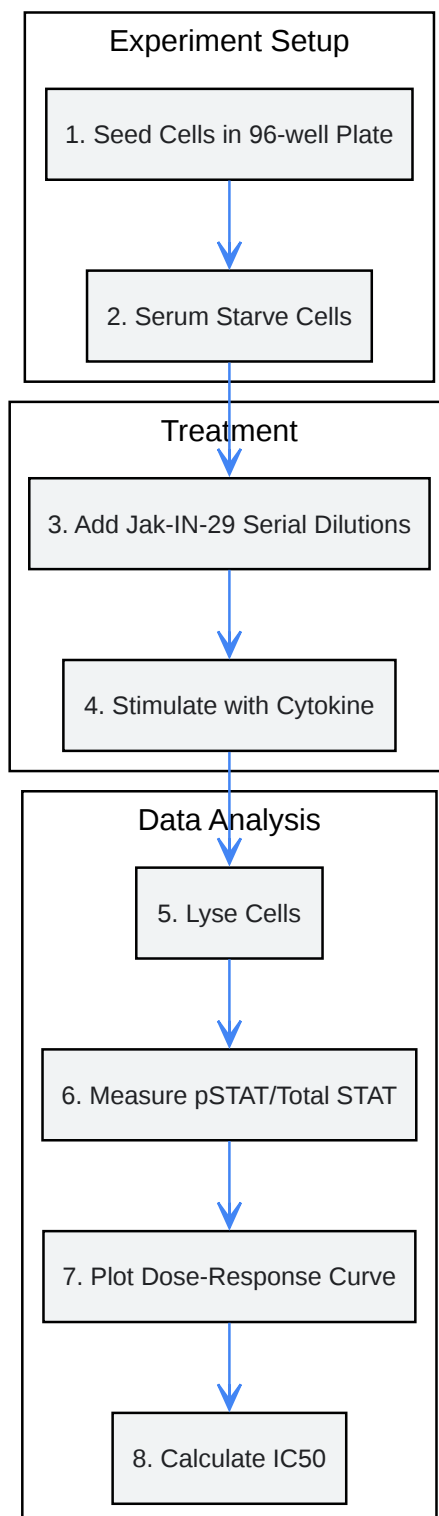 Experiment Setup
1. Seed Cells in 96-well Plate
2. Serum Starve Cells
Treatment
3. Add Jak-IN-29 Serial Dilutions
4. Stimulate with Cytokine
Data Analysis
5. Lyse Cells
6. Measure pSTAT/Total STAT
7. Plot Dose-Response Curve
8. Calculate IC50